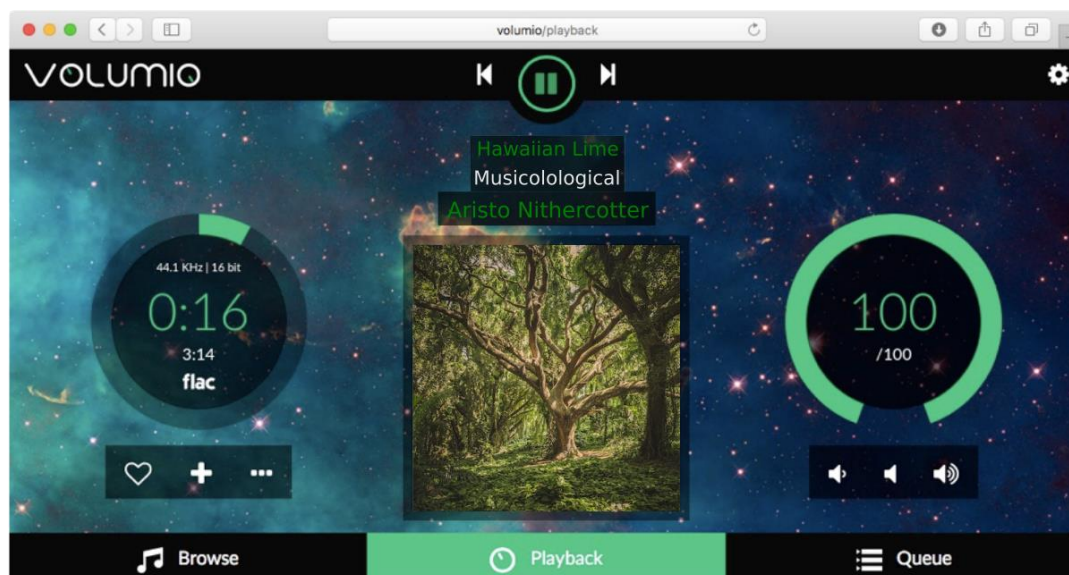 volumio/playback
VOLUMIO
Hawaiian Lime
Musicolological
Aristo Nithercotter
44.1 KHz | 16 bit
0:16
3:14
flac
100
/100
Browse
Playback
Queue